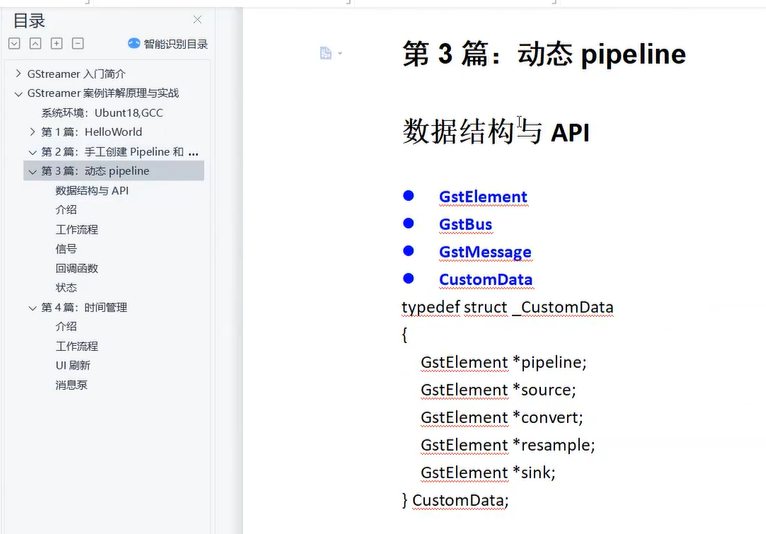 目录
智能识别目录
GStreamer 入门简介
GStreamer 案例详解原理与实战
系统环境：Ubunt18,GCC
第 1 篇：HelloWorld
第 2 篇：手工创建 Pipeline 和 ...
第 3 篇：动态 pipeline
数据结构与 API
介绍
工作流程
信号
回调函数
状态
第 4 篇：时间管理
介绍
工作流程
UI 刷新
消息泵
第 3 篇：动态 pipeline
数据结构与 API
GstElement
GstBus
GstMessage
CustomData
typedef struct _CustomData
{
GstElement *pipeline;
GstElement *source;
GstElement *convert;
GstElement *resample;
GstElement *sink;
} CustomData;